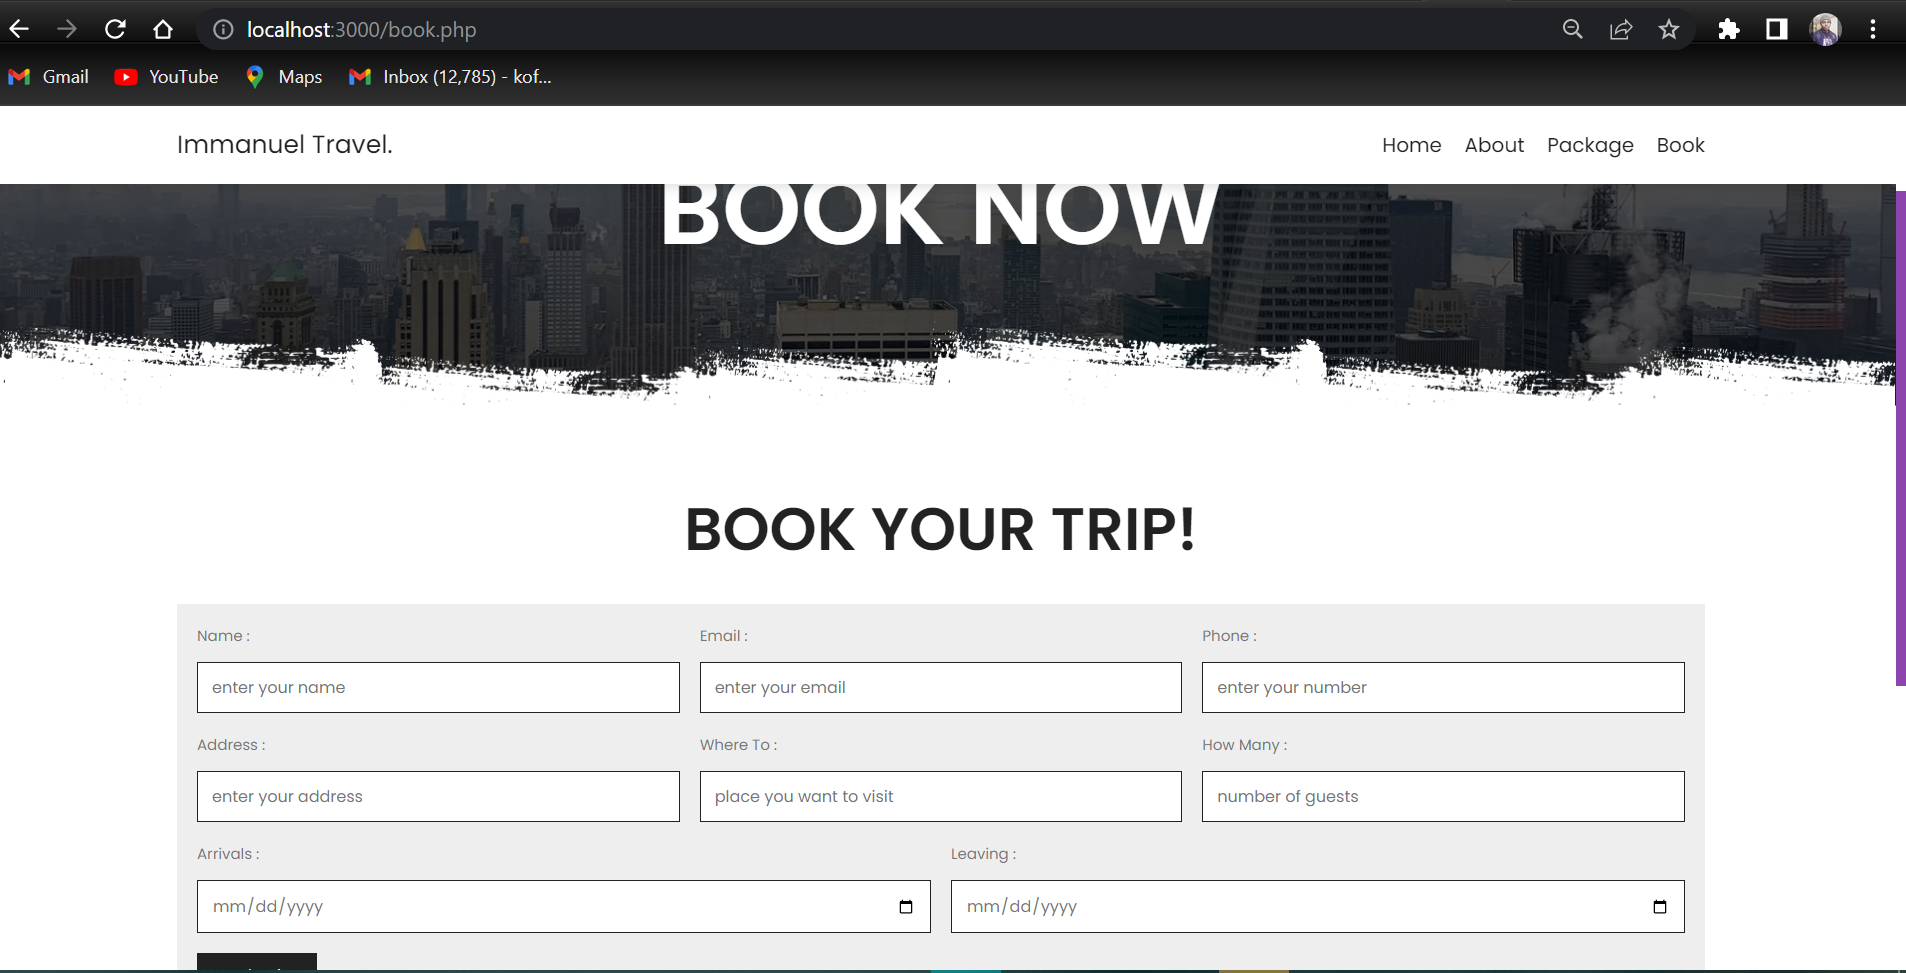 localhost:3000/book.php
Gmail YouTube Maps Inbox (12,785) - kof...
Immanuel Travel. Home About Package Book
BOOK NOW
BOOK YOUR TRIP!
Name : Email : Phone :
enter your name enter your email enter your number
Address : Where To : How Many :
enter your address place you want to visit number of guests
Arrivals : Leaving :
mm/dd/yyyy mm/dd/yyyy